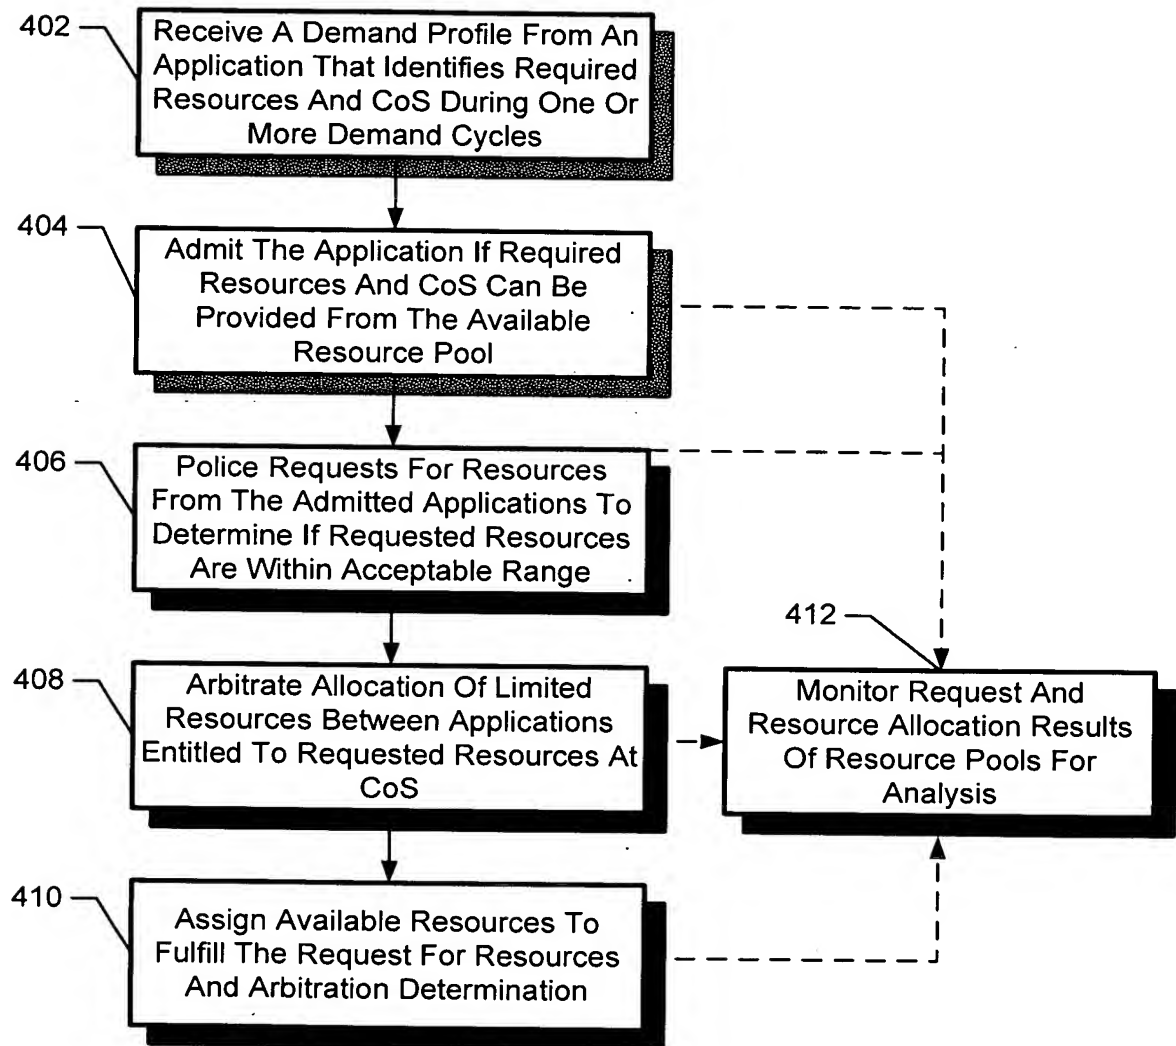 402
Receive A Demand Profile From An
Application That Identifies Required
Resources And CoS During One Or
More Demand Cycles
404
Admit The Application If Required
Resources And CoS Can Be
Provided From The Available
Resource Pool
406
Police Requests For Resources
From The Admitted Applications To
Determine If Requested Resources
Are Within Acceptable Range
408
Arbitrate Allocation Of Limited
Resources Between Applications
Entitled To Requested Resources At
CoS
412
Monitor Request And
Resource Allocation Results
Of Resource Pools For
Analysis
410
Assign Available Resources To
Fulfill The Request For Resources
And Arbitration Determination